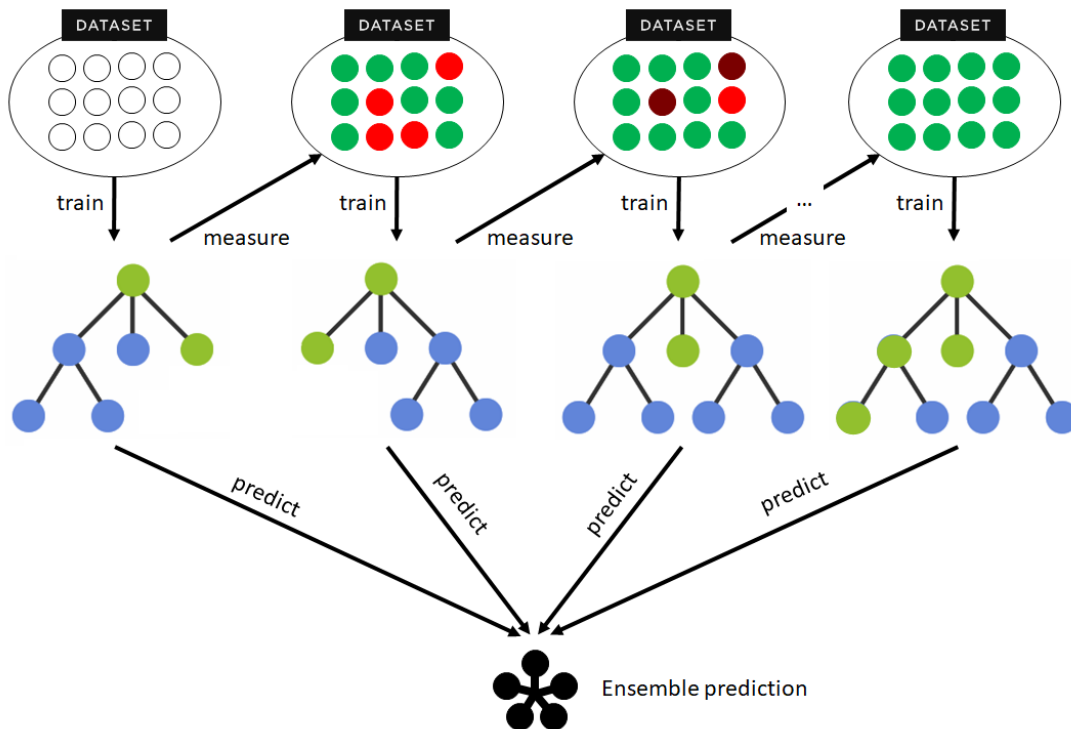 DATASET
DATASET
DATASET
DATASET
train
train
train
...
train
measure
measure
measure
predict
predict
predict
predict
Ensemble prediction